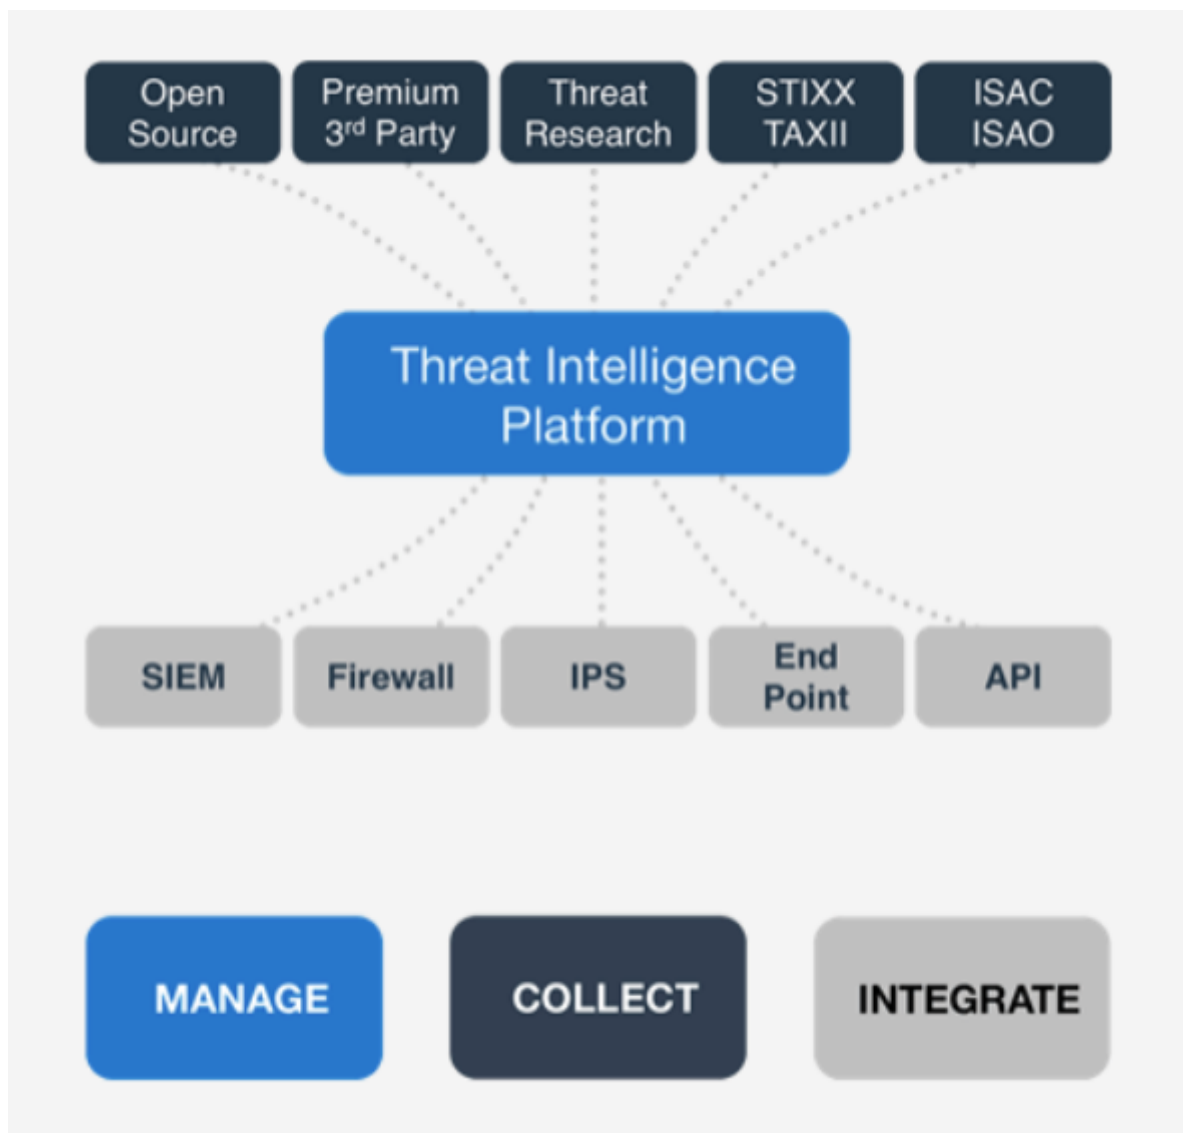 Open
Source
Premium
3rd Party
Threat
Research
STIXX
TAXII
ISAC
ISAO
Threat Intelligence
Platform
SIEM
Firewall
IPS
End
Point
API
MANAGE
COLLECT
INTEGRATE